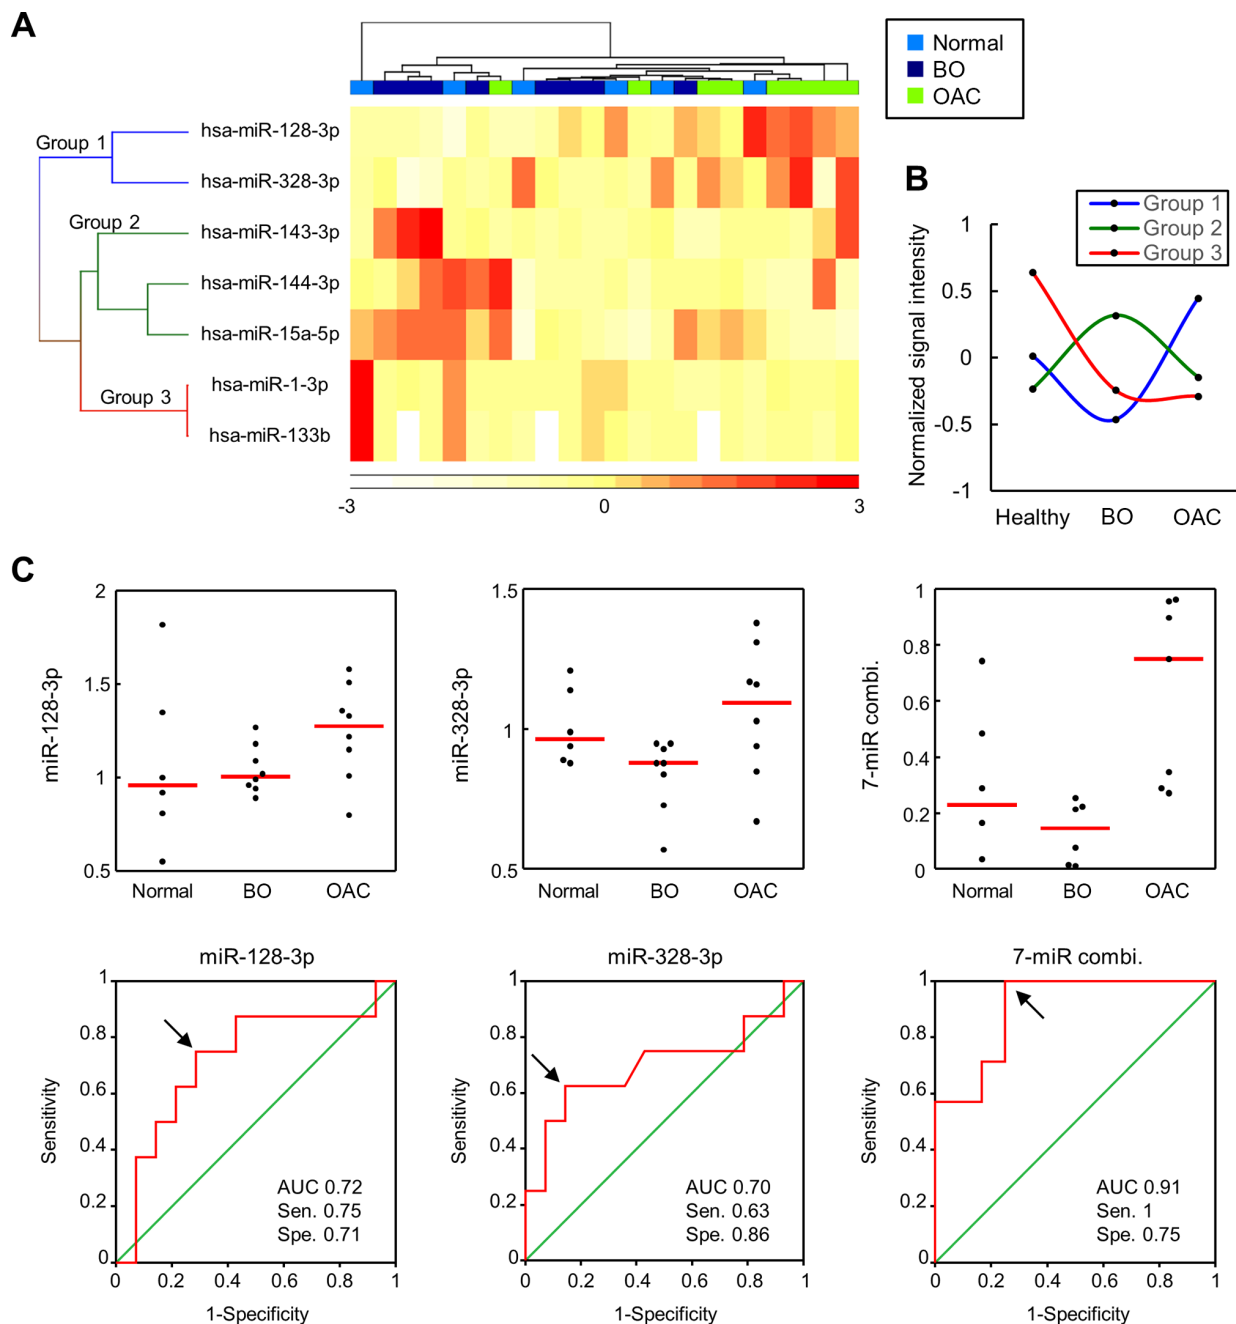 A
Normal
BO
OAC
Group 1
hsa-miR-128-3p
hsa-miR-328-3p
Group 2
hsa-miR-143-3p
hsa-miR-144-3p
hsa-miR-15a-5p
Group 3
hsa-miR-1-3p
hsa-miR-133b
-3
0
3
B
Group 1
Group 2
Group 3
Normalized signal intensity
1
0.5
0
-0.5
-1
Healthy
BO
OAC
C
miR-128-3p
2
1.5
1
0.5
Normal
BO
OAC
miR-328-3p
1.5
1
0.5
Normal
BO
OAC
7-miR combi.
1
0.8
0.6
0.4
0.2
0
Normal
BO
OAC
miR-128-3p
Sensitivity
1
0.8
0.6
0.4
0.2
0
AUC 0.72
Sen. 0.75
Spe. 0.71
0 0.2 0.4 0.6 0.8 1
1-Specificity
miR-328-3p
Sensitivity
1
0.8
0.6
0.4
0.2
0
AUC 0.70
Sen. 0.63
Spe. 0.86
0 0.2 0.4 0.6 0.8 1
1-Specificity
7-miR combi.
Sensitivity
1
0.8
0.6
0.4
0.2
0
AUC 0.91
Sen. 1
Spe. 0.75
0 0.2 0.4 0.6 0.8 1
1-Specificity